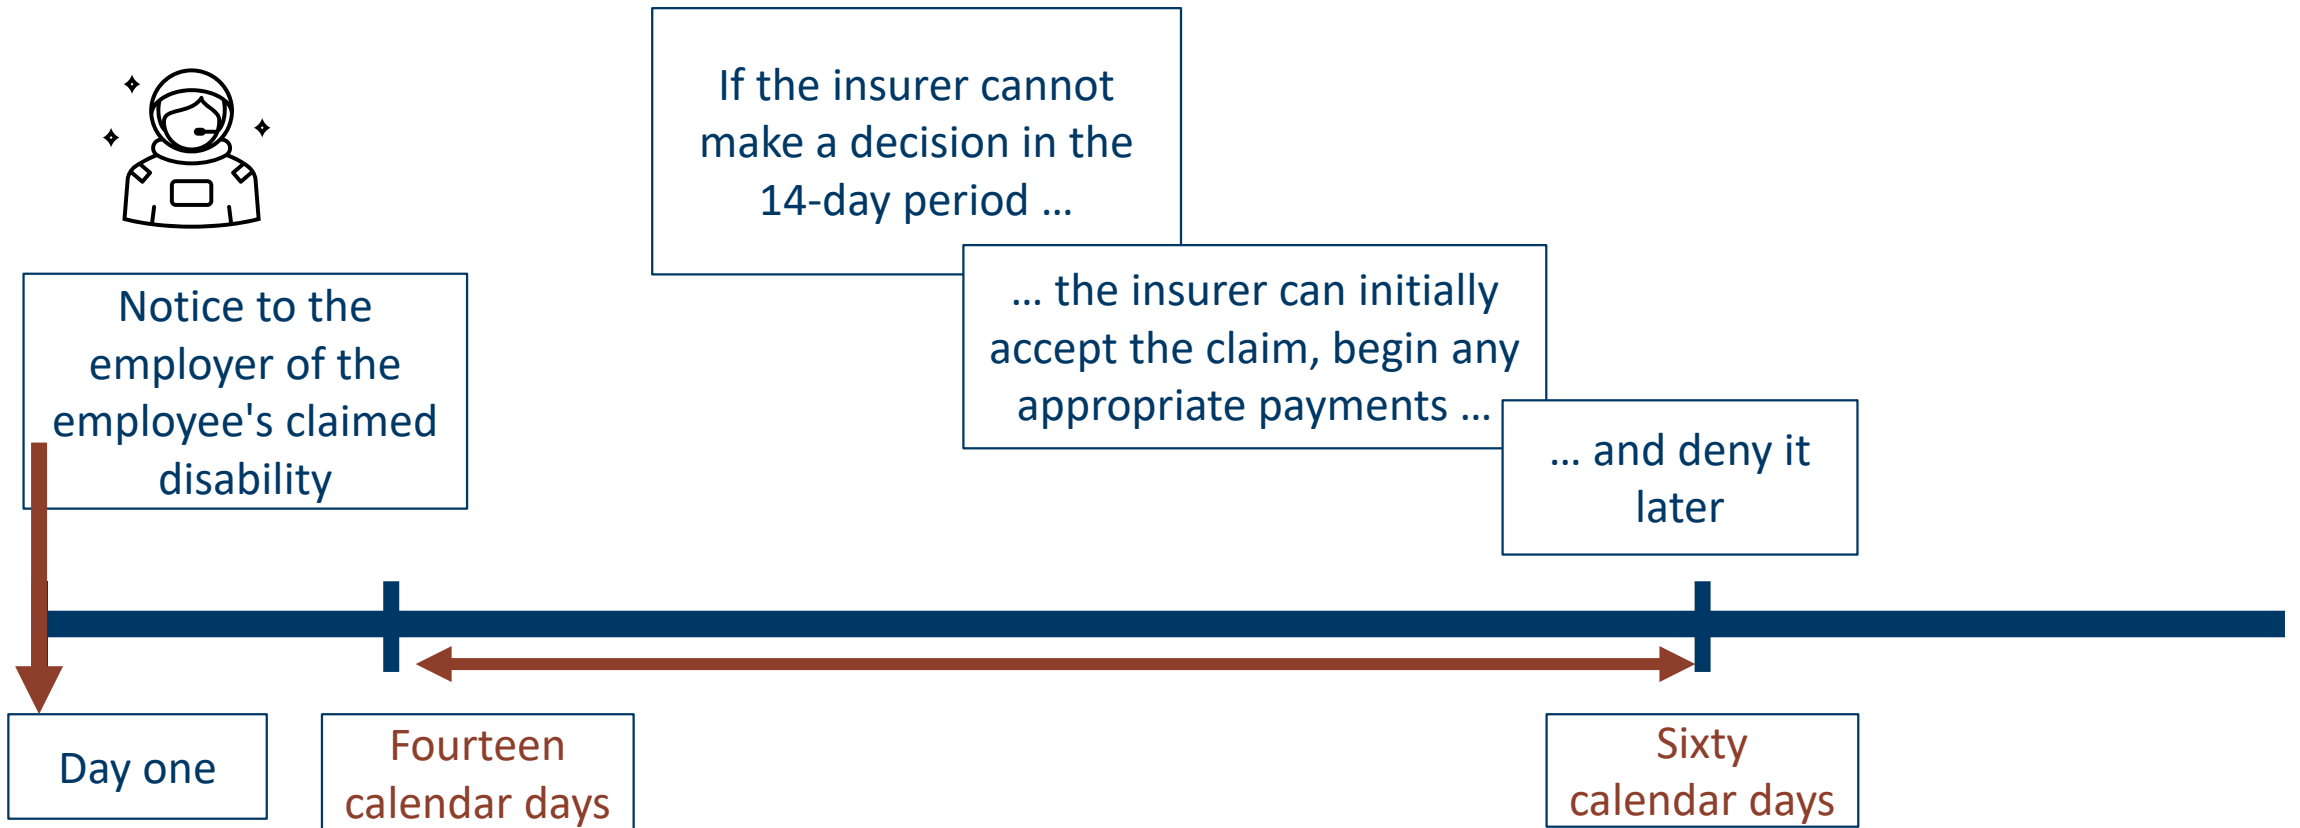 If the insurer cannot
make a decision in the
14-day period …
Notice to the
employer of the
employee's claimed
disability
… the insurer can initially
accept the claim, begin any
appropriate payments …
… and deny it
later
Day one
Fourteen
calendar days
Sixty
calendar days